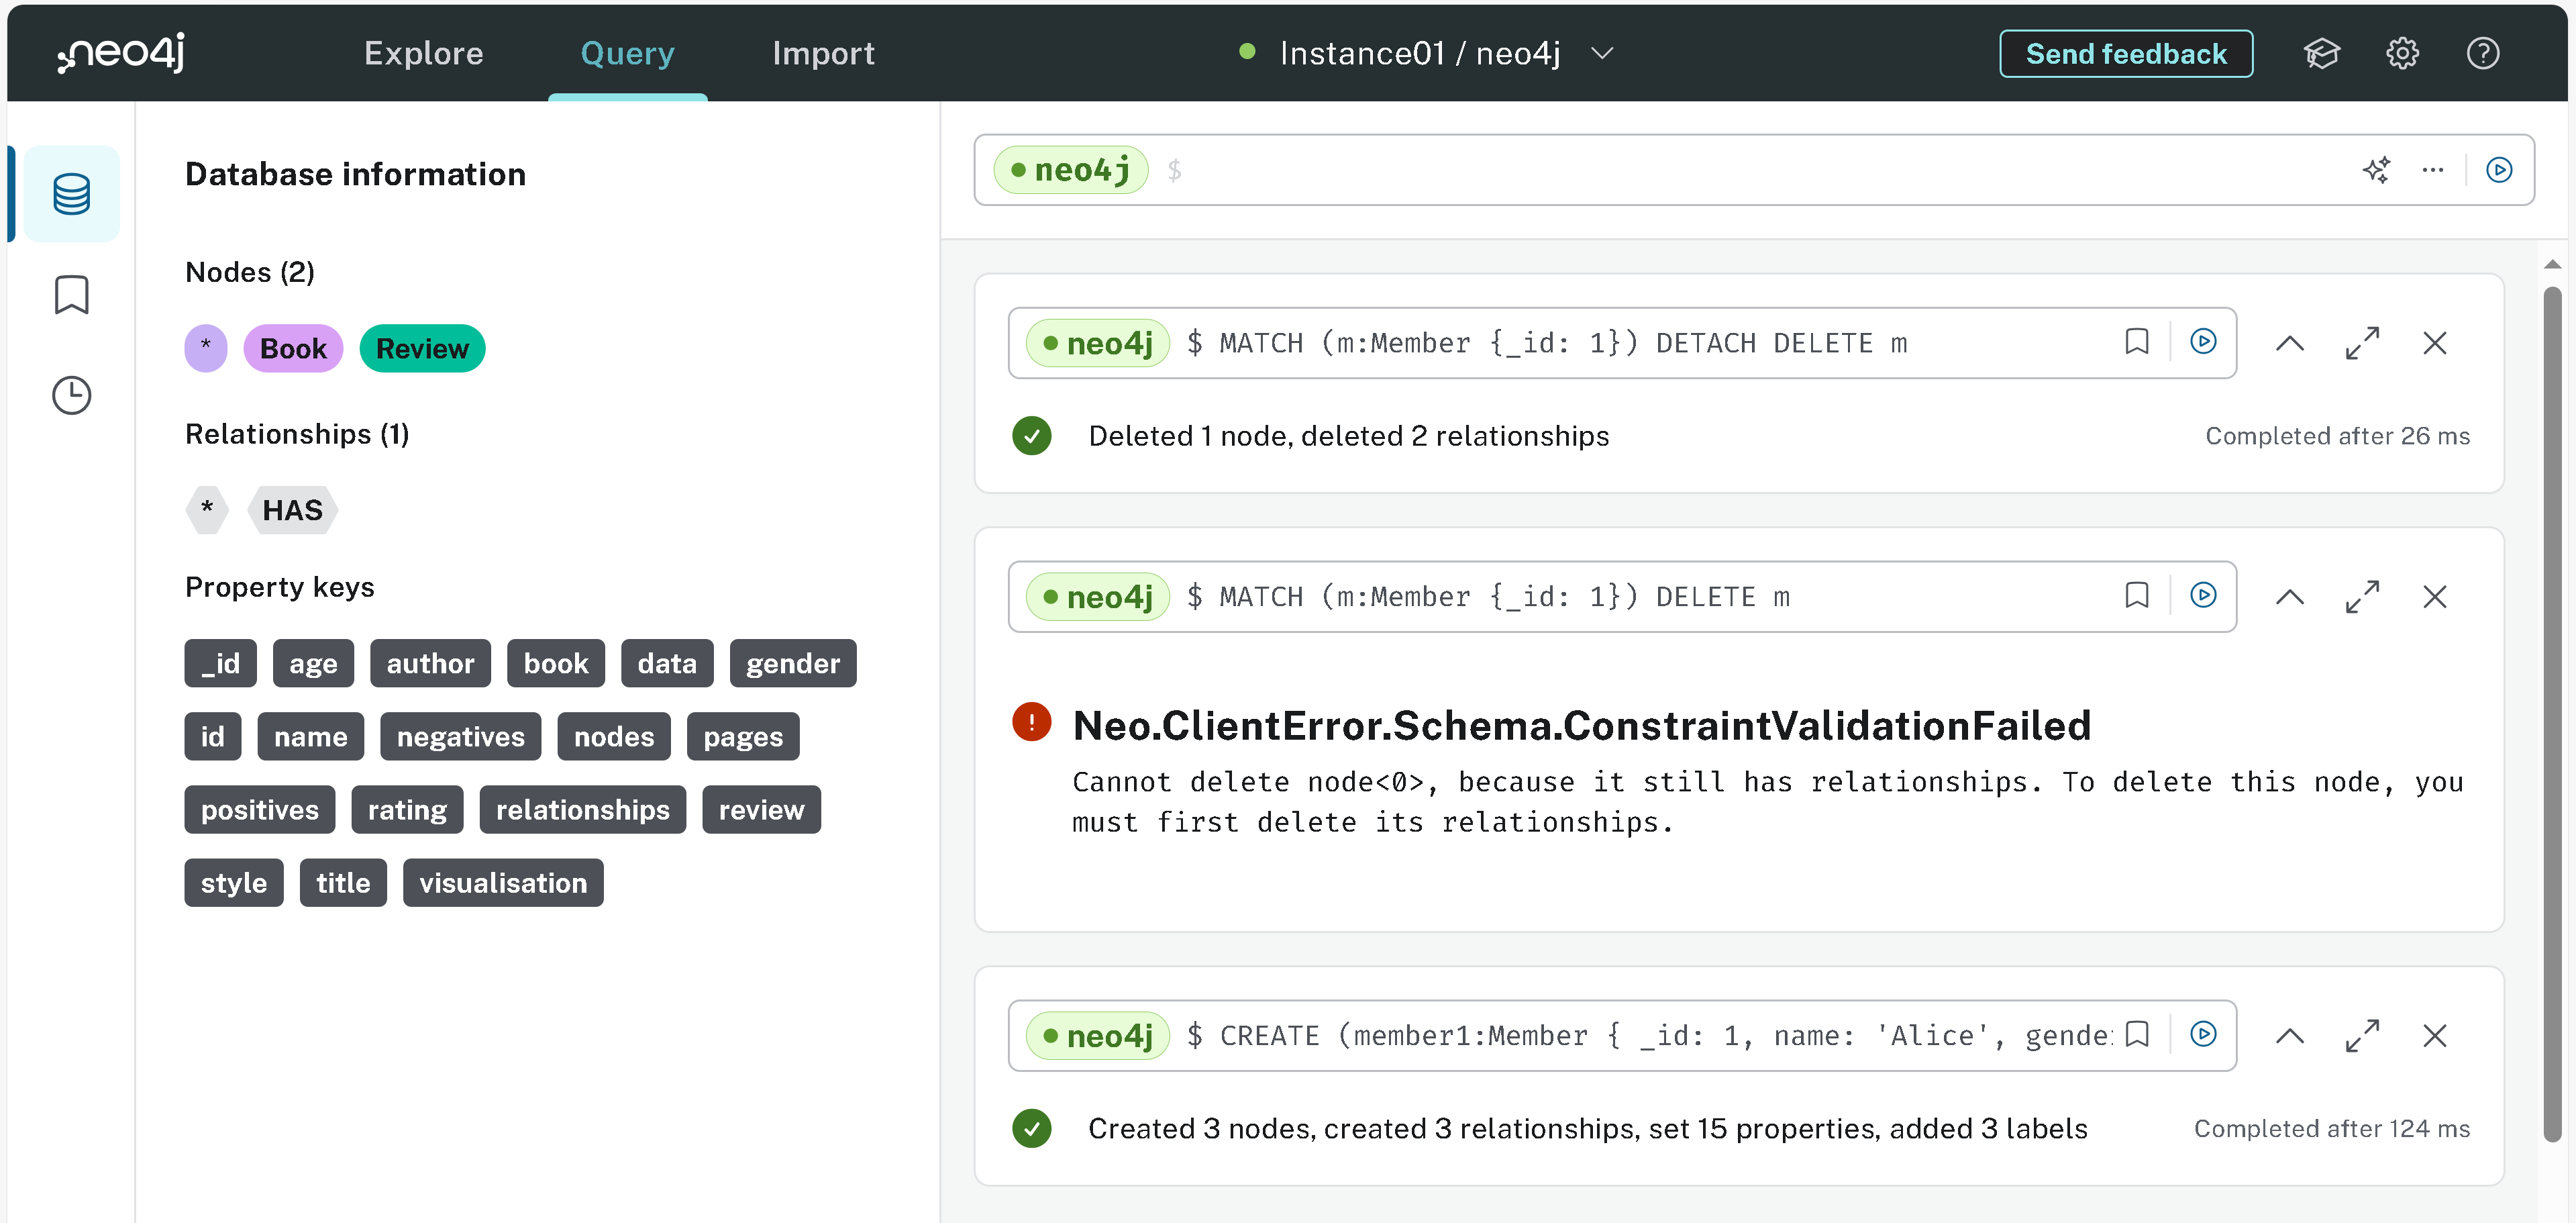 neo4j Explore Query Import Instance01 / neo4j Send feedback
Database information
Nodes (2)
* Book Review
Relationships (1)
* HAS
Property keys
_id age author book data gender
id name negatives nodes pages
positives rating relationships review
style title visualisation
neo4j $
neo4j $ MATCH (m:Member {_id: 1}) DETACH DELETE m
Deleted 1 node, deleted 2 relationships Completed after 26 ms
neo4j $ MATCH (m:Member {_id: 1}) DELETE m
Neo.ClientError.Schema.ConstraintValidationFailed
Cannot delete node<0>, because it still has relationships. To delete this node, you
must first delete its relationships.
neo4j $ CREATE (member1:Member { _id: 1, name: 'Alice', gende
Created 3 nodes, created 3 relationships, set 15 properties, added 3 labels Completed after 124 ms